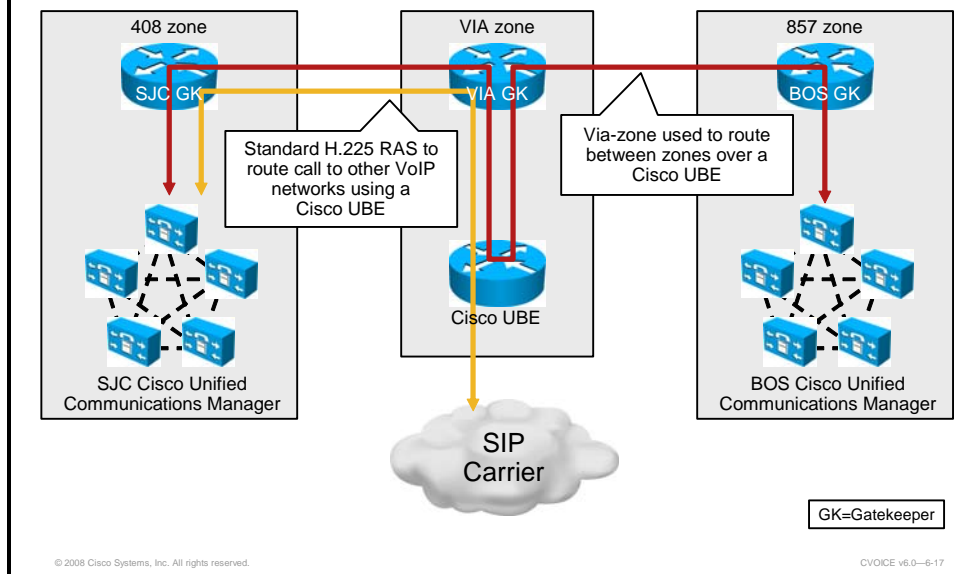 408 zone
VIA zone
857 zone
SJC GK
VIA GK
BOS GK
Standard H.225 RAS to
route call to other VoIP
networks using a
Cisco UBE
Via-zone used to route
between zones over a
Cisco UBE
Cisco UBE
SJC Cisco Unified
Communications Manager
BOS Cisco Unified
Communications Manager
SIP
Carrier
GK=Gatekeeper
© 2008 Cisco Systems, Inc. All rights reserved.
CVOICE v6.0—6-17